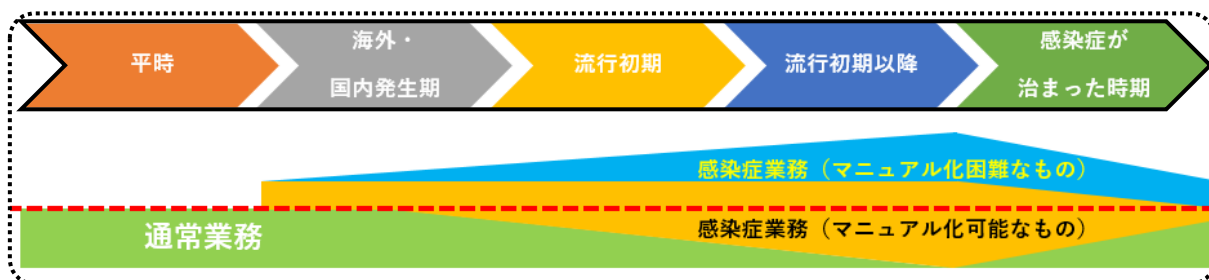 平時
海外・
国内発生期
流行初期
流行初期以降
感染症が
治まった時期
感染症業務（マニュアル化困難なもの）
感染症業務（マニュアル化可能なもの）
通常業務